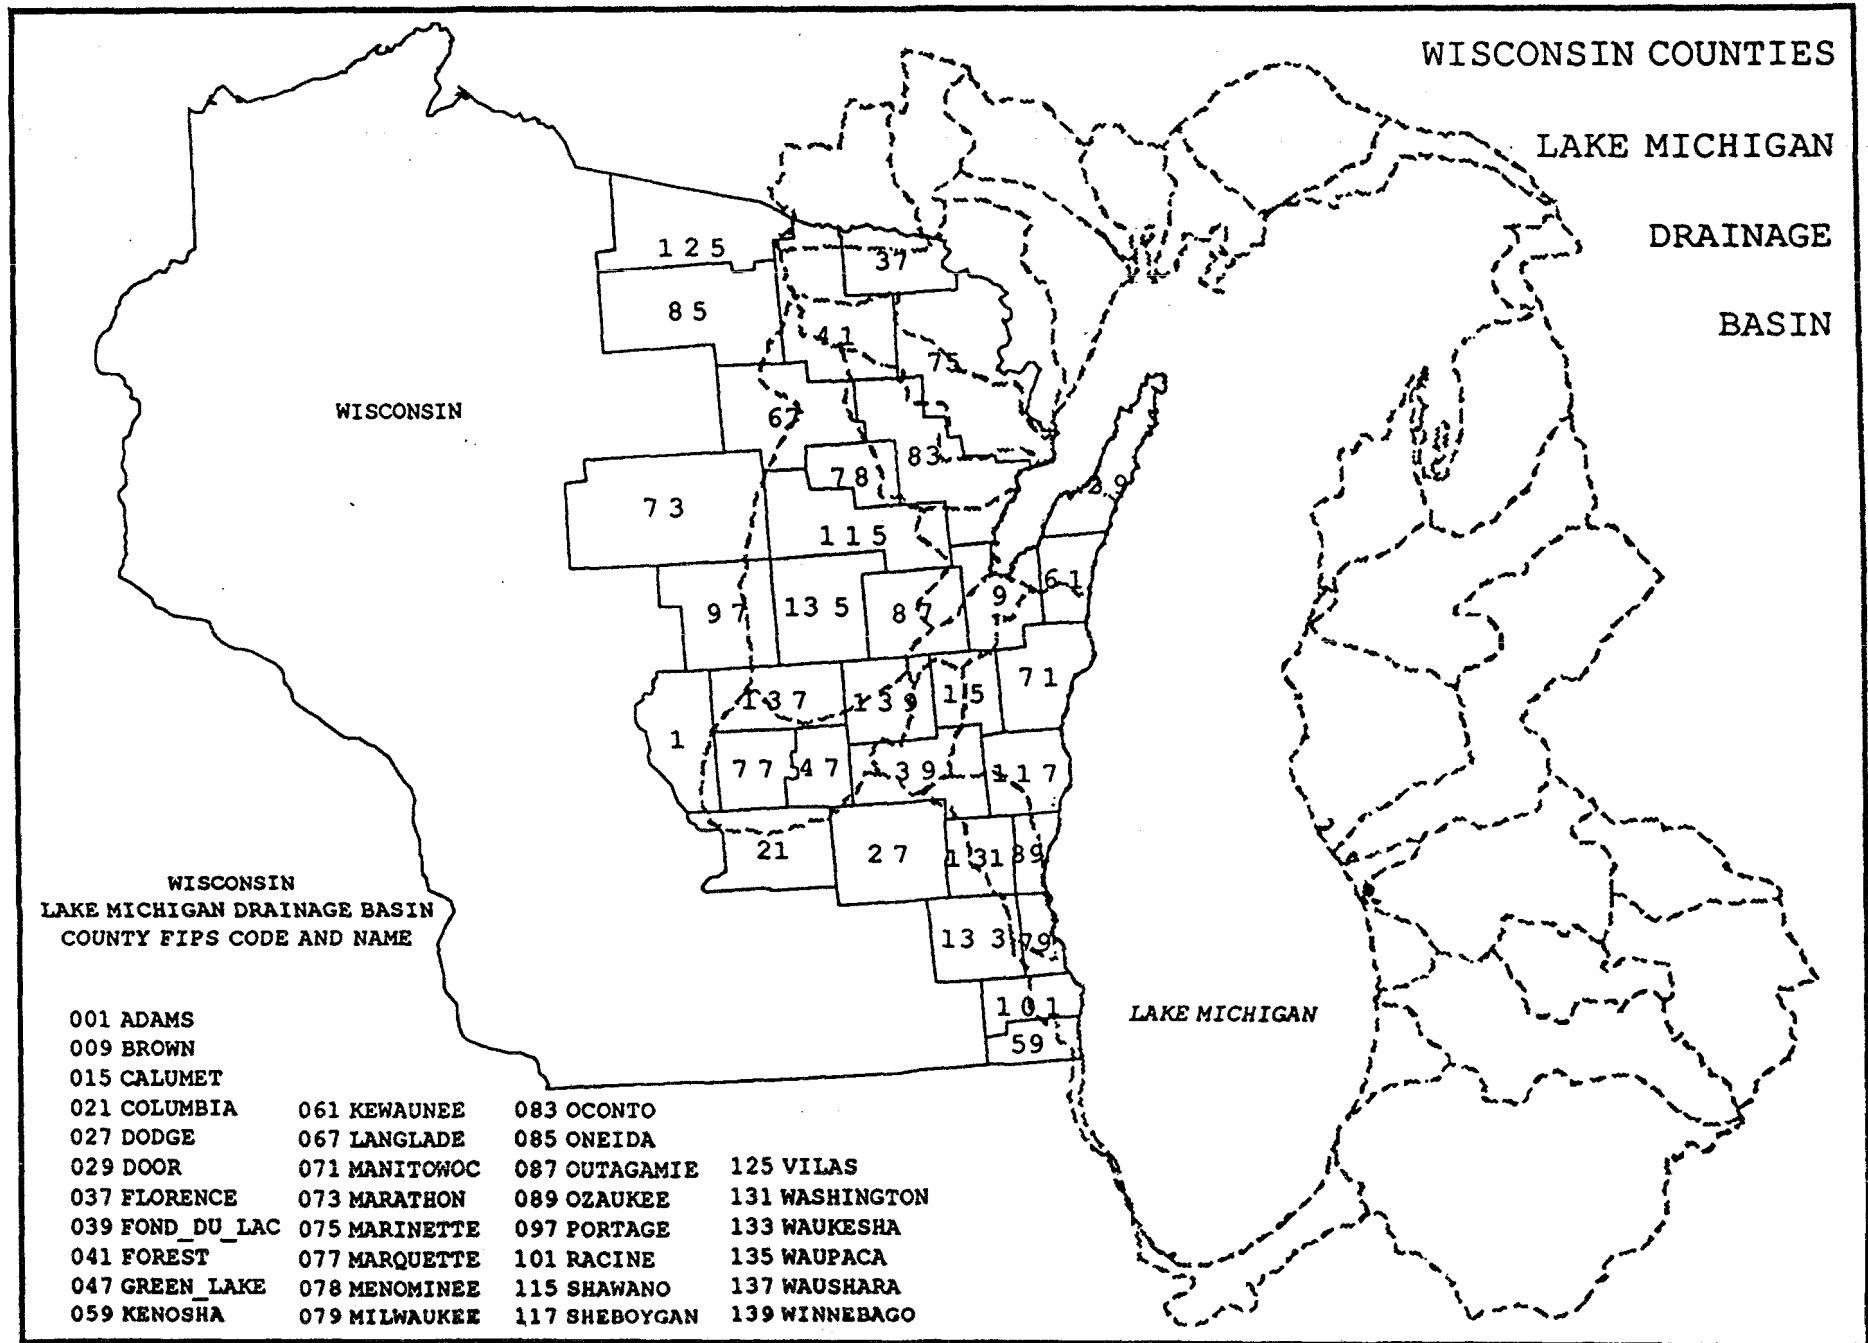 WISCONSIN COUNTIES
LAKE MICHIGAN
DRAINAGE
BASIN
125
37
85
41
75
WISCONSIN
67
83
78
29
73
115
61
9
97
135
87
71
137
139
15
1
77
47
39
117
21
27
131
89
133
79
101
59
LAKE MICHIGAN
WISCONSIN
LAKE MICHIGAN DRAINAGE BASIN
COUNTY FIPS CODE AND NAME
001 ADAMS
009 BROWN
015 CALUMET
021 COLUMBIA
027 DODGE
029 DOOR
037 FLORENCE
039 FOND_DU_LAC
041 FOREST
047 GREEN_LAKE
059 KENOSHA
061 KEWAUNEE
067 LANGLADE
071 MANITOWOC
073 MARATHON
075 MARINETTE
077 MARQUETTE
078 MENOMINEE
079 MILWAUKEE
083 OCONTO
085 ONEIDA
087 OUTAGAMIE
089 OZAUKEE
097 PORTAGE
101 RACINE
115 SHAWANO
117 SHEBOYGAN
125 VILAS
131 WASHINGTON
133 WAUKESHA
135 WAUPACA
137 WAUSHARA
139 WINNEBAGO